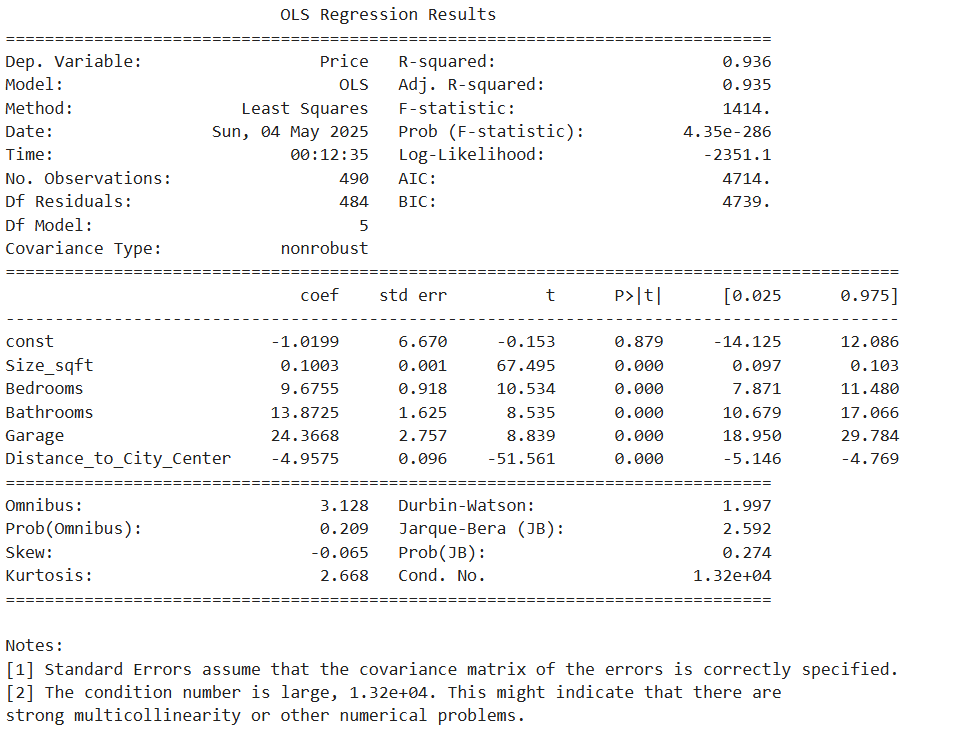 OLS Regression Results
==============================================================================
Dep. Variable:                  Price   R-squared:                       0.936
Model:                            OLS   Adj. R-squared:                  0.935
Method:                 Least Squares   F-statistic:                     1414.
Date:                Sun, 04 May 2025   Prob (F-statistic):          4.35e-286
Time:                        00:12:35   Log-Likelihood:                -2351.1
No. Observations:                 490   AIC:                             4714.
Df Residuals:                     484   BIC:                             4739.
Df Model:                           5
Covariance Type:            nonrobust
===========================================================================================
                              coef    std err          t      P>|t|      [0.025      0.975]
-------------------------------------------------------------------------------------------
const                      -1.0199      6.670     -0.153      0.879     -14.125      12.086
Size_sqft                   0.1003      0.001     67.495      0.000       0.097       0.103
Bedrooms                    9.6755      0.918     10.534      0.000       7.871      11.480
Bathrooms                  13.8725      1.625      8.535      0.000      10.679      17.066
Garage                     24.3668      2.757      8.839      0.000      18.950      29.784
Distance_to_City_Center    -4.9575      0.096    -51.561      0.000      -5.146      -4.769
==============================================================================
Omnibus:                        3.128   Durbin-Watson:                   1.997
Prob(Omnibus):                  0.209   Jarque-Bera (JB):                2.592
Skew:                          -0.065   Prob(JB):                        0.274
Kurtosis:                       2.668   Cond. No.                     1.32e+04
==============================================================================
Notes:
[1] Standard Errors assume that the covariance matrix of the errors is correctly specified.
[2] The condition number is large, 1.32e+04. This might indicate that there are
strong multicollinearity or other numerical problems.